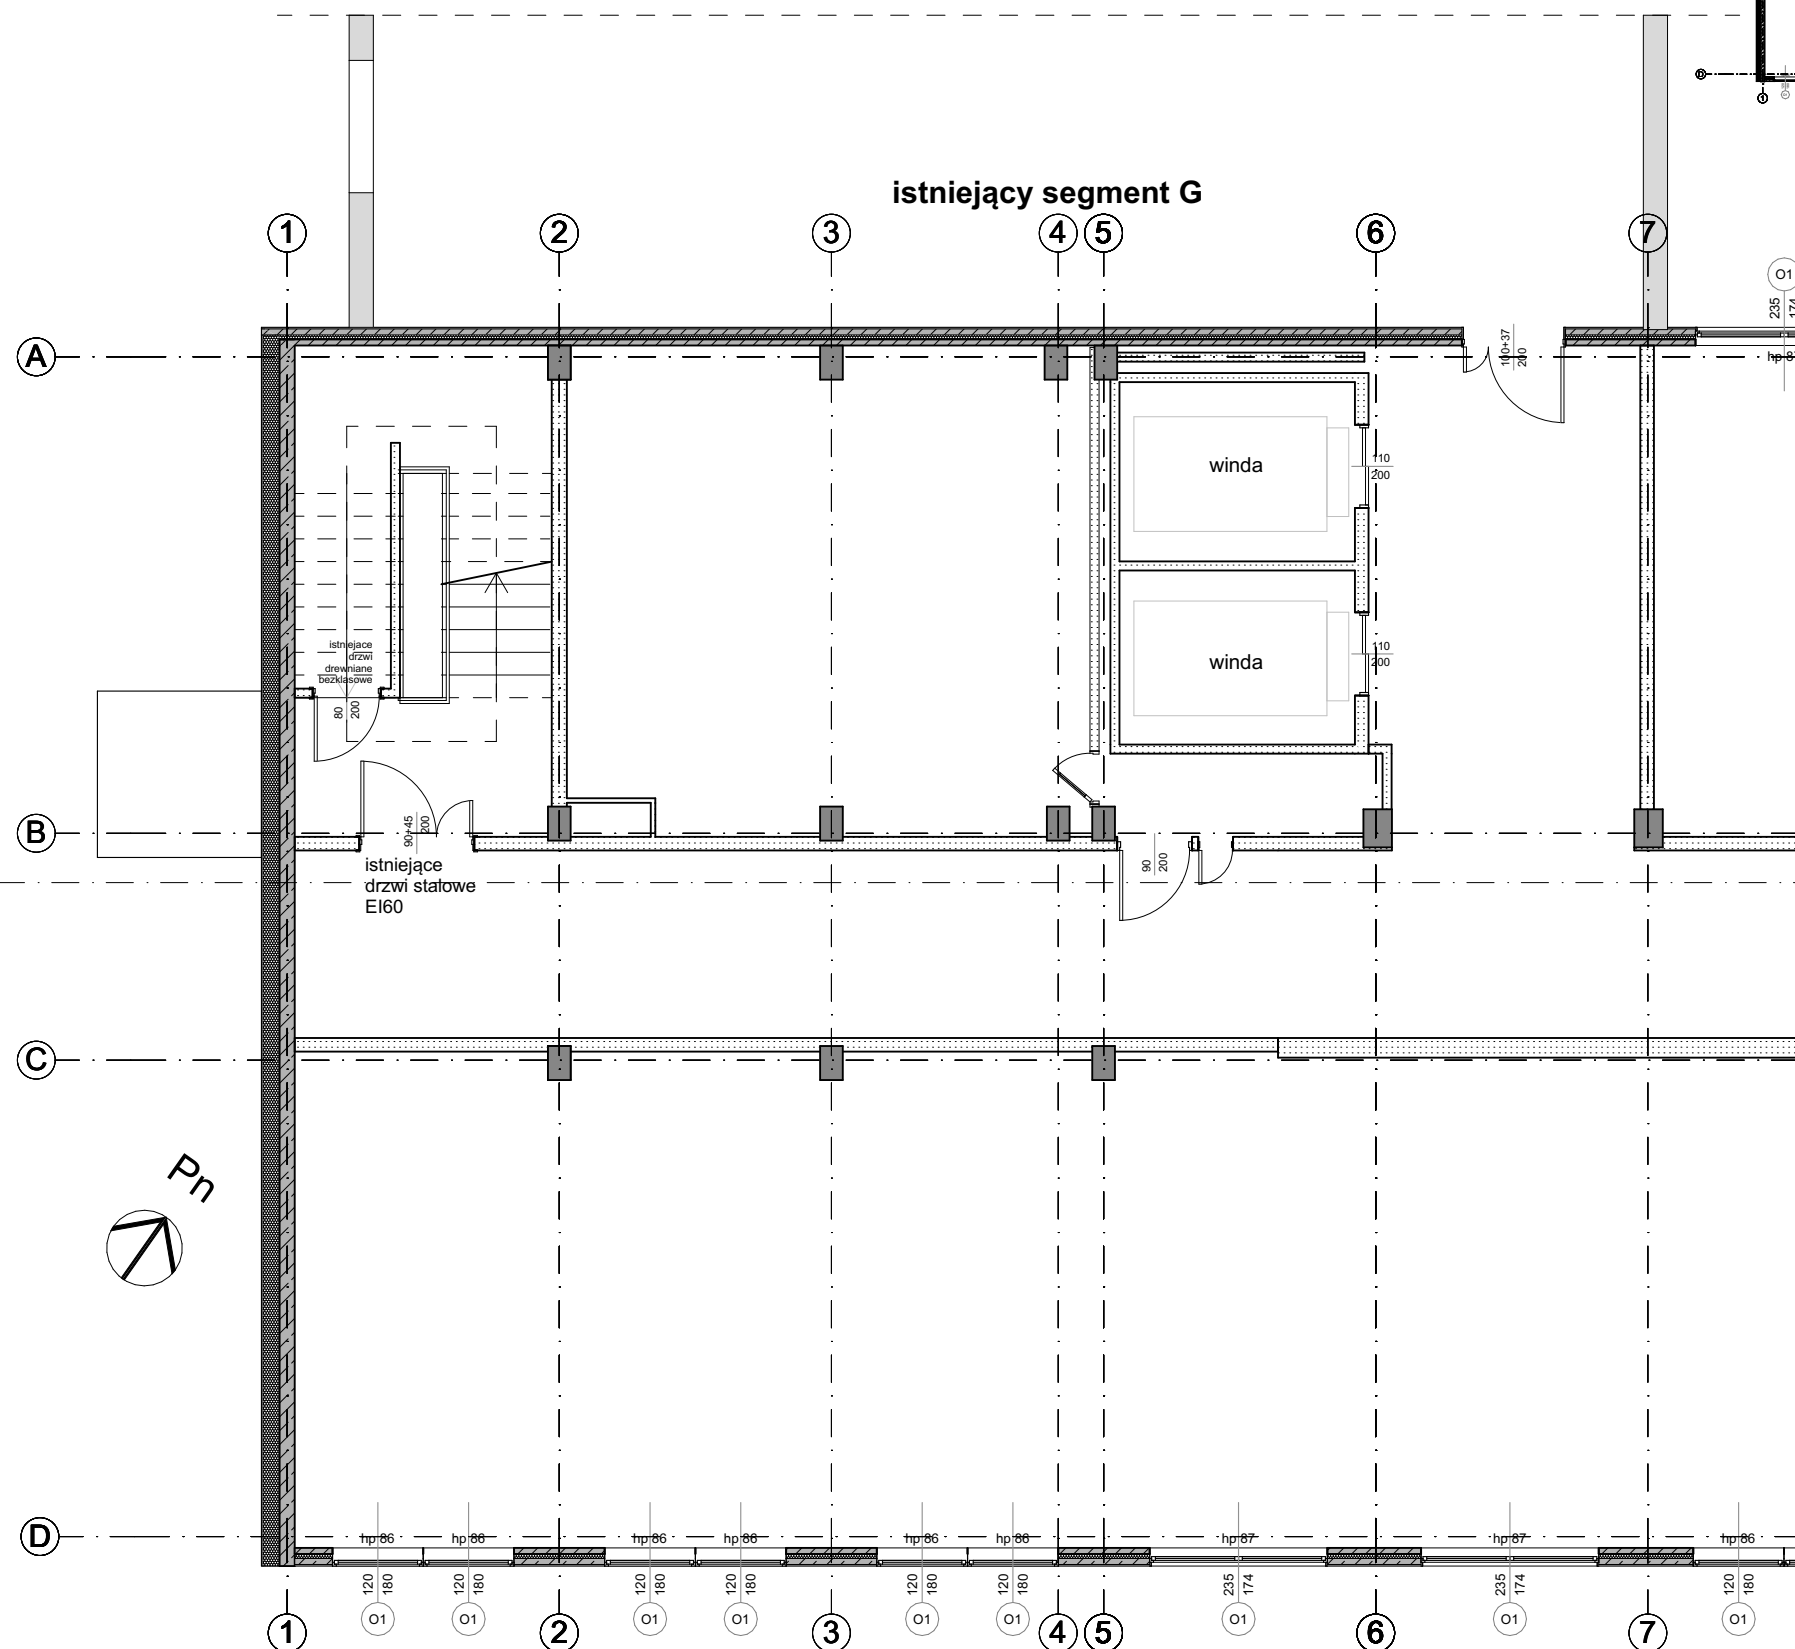 istniejący segment G
1 2 3 4 5 6 7
O1
235
174
hp 87
A
100+37
200
winda
110
200
winda
110
200
istniejace
drzwi
drewniane
bezklasowe
80
200
B
90+45
200
istniejące
drzwi stalowe
EI60
90
200
C
Pn
D
hp 86 hp 86 hp 86 hp 86 hp 86 hp 86 hp 87 hp 87 hp 86
120 120 120 120 120 120 235 235 120
180 180 180 180 180 180 174 174 180
O1 O1 O1 O1 O1 O1 O1 O1 O1
1 2 3 4 5 6 7
D
1